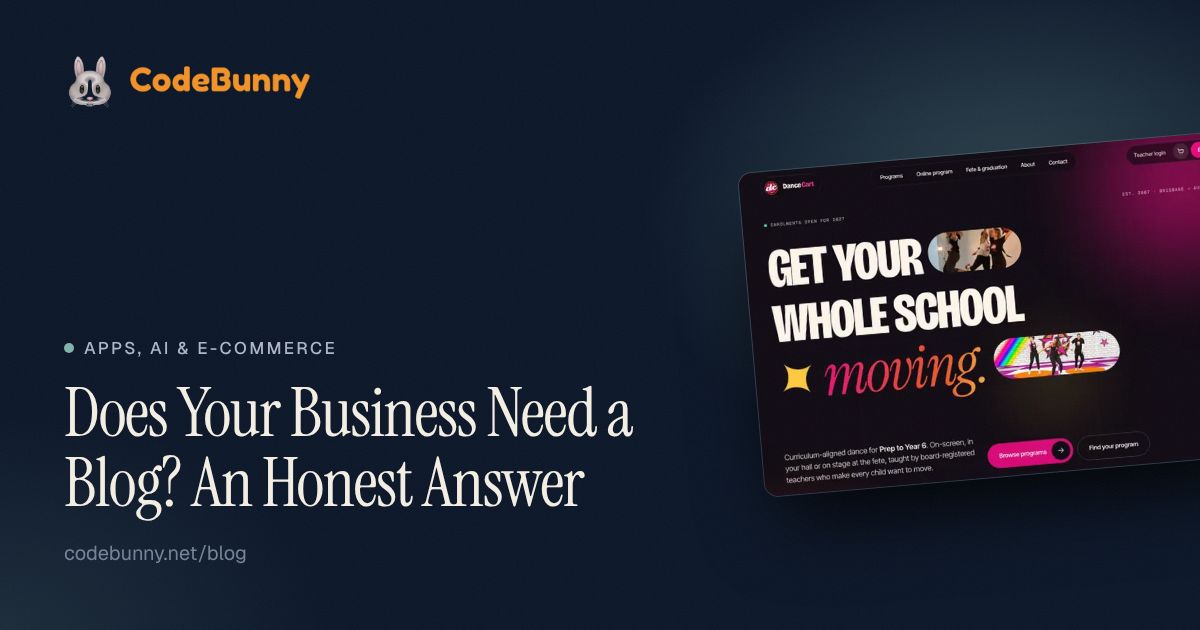 CodeBunny
APPS, AI & E-COMMERCE
Does Your Business Need a
Blog? An Honest Answer
codebunny.net/blog
dc DanceCart
Programs
Online program
Fete & graduation
About
Contact
Teacher login
ENROLMENTS OPEN FOR 2027
GET YOUR
WHOLE SCHOOL
moving.
Curriculum-aligned dance for Prep to Year 6. On-screen, in
your hall or on stage at the fete, taught by board-registered
teachers who make every child want to move.
Browse programs
Find your program